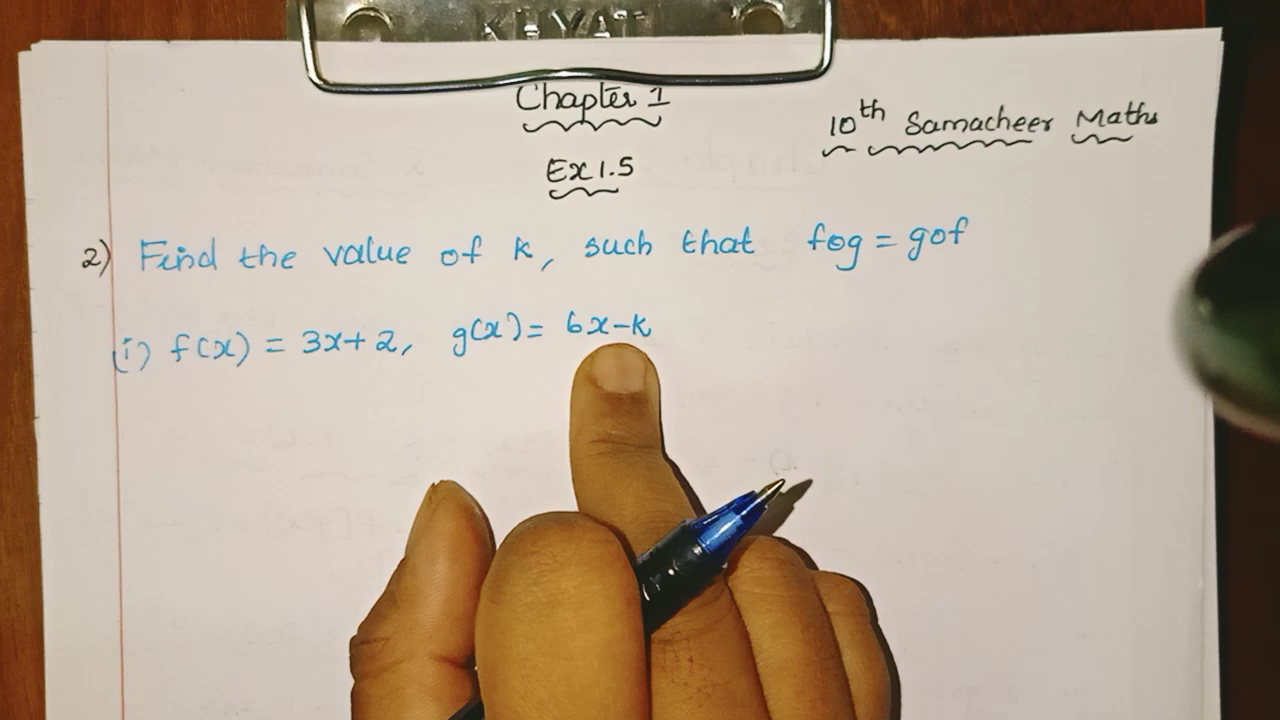 KHYATI
Chapter 1
10th Samacheer Maths
Ex 1.5
2) Find the value of k, such that fog = gof
(i) f(x) = 3x+2, g(x) = 6x-k